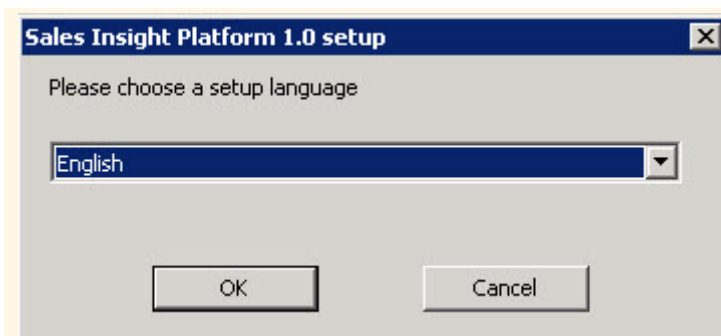 Sales Insight Platform 1.0 setup
Please choose a setup language
English
OK Cancel